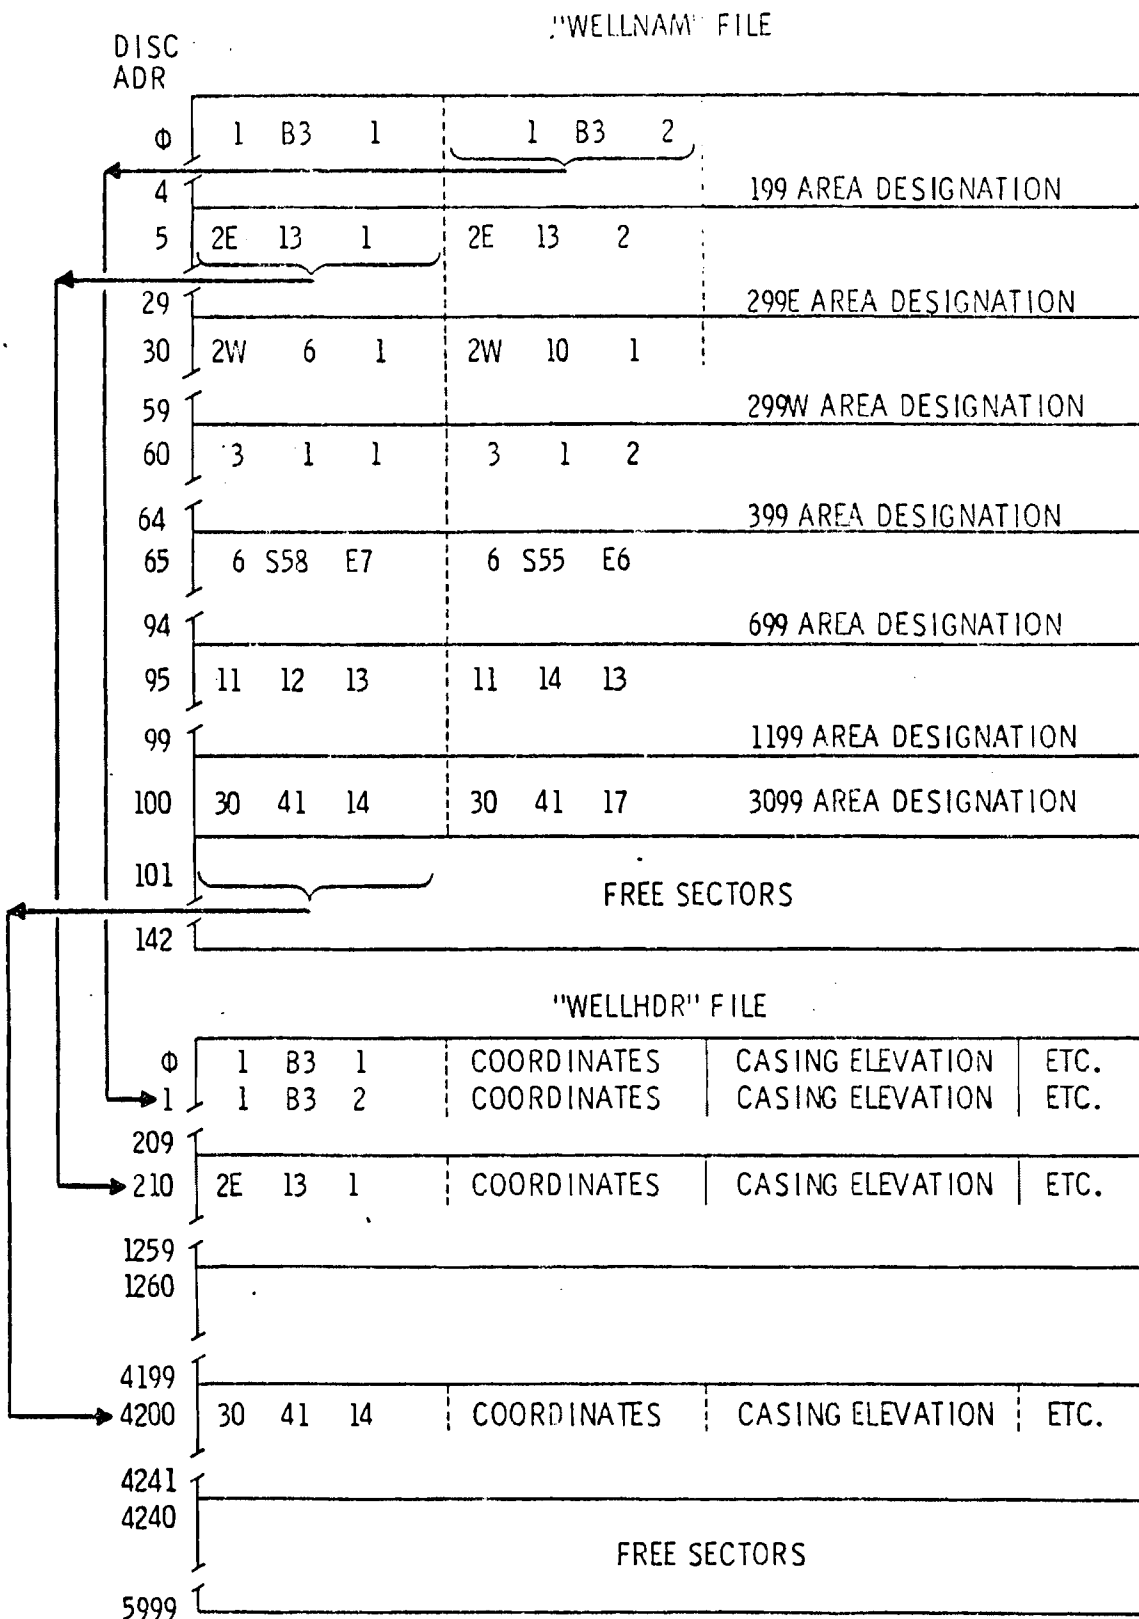 "WELLNAM" FILE
DISC
ADR
Φ 1 B3 1 1 B3 2
4 199 AREA DESIGNATION
5 2E 13 1 2E 13 2
29 299E AREA DESIGNATION
30 2W 6 1 2W 10 1
59 299W AREA DESIGNATION
60 3 1 1 3 1 2
64 399 AREA DESIGNATION
65 6 S58 E7 6 S55 E6
94 699 AREA DESIGNATION
95 11 12 13 11 14 13
99 1199 AREA DESIGNATION
100 30 41 14 30 41 17 3099 AREA DESIGNATION
101 FREE SECTORS
142
"WELLHDR" FILE
Φ 1 B3 1 COORDINATES CASING ELEVATION ETC.
1 1 B3 2 COORDINATES CASING ELEVATION ETC.
209
210 2E 13 1 COORDINATES CASING ELEVATION ETC.
1259
1260
4199
4200 30 41 14 COORDINATES CASING ELEVATION ETC.
4241
4240
FREE SECTORS
5999